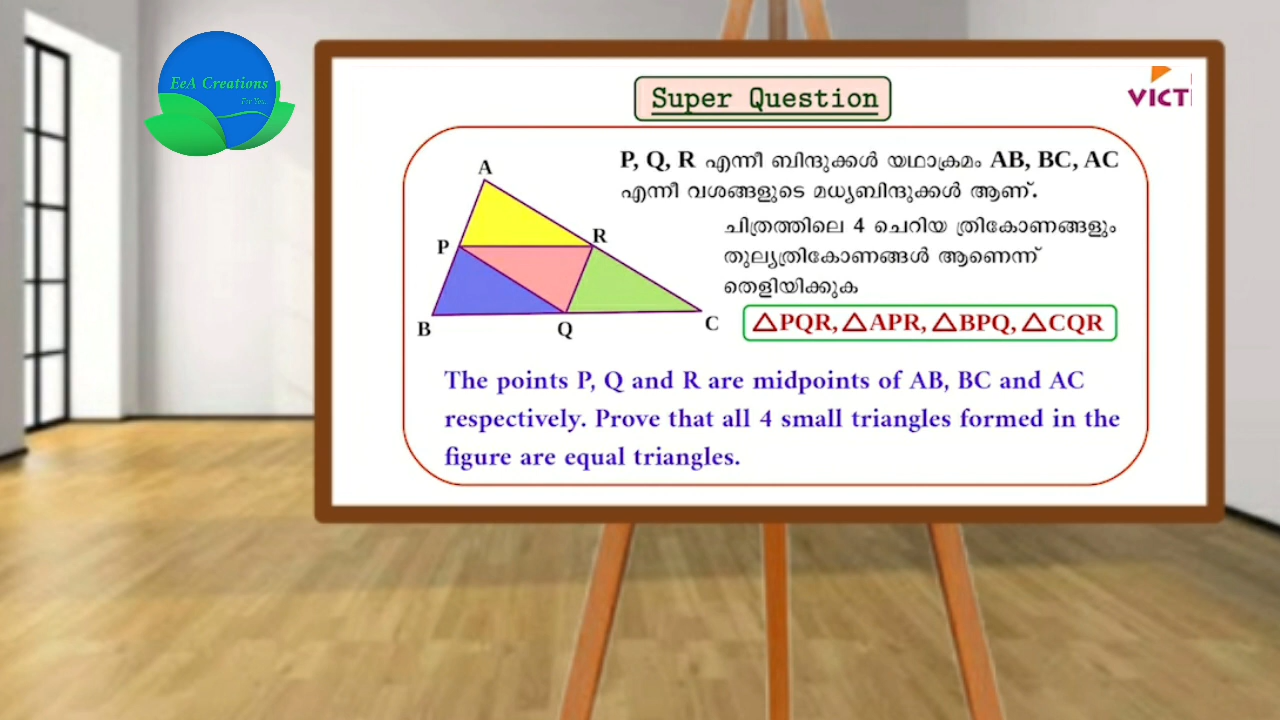 EeA Creations
For You..
Super Question
VICT
P, Q, R എന്നീ ബിന്ദുക്കൾ യഥാക്രമം AB, BC, AC
എന്നീ വശങ്ങളുടെ മധ്യബിന്ദുക്കൾ ആണ്.
ചിത്രത്തിലെ 4 ചെറിയ ത്രികോണങ്ങളും
തുല്യത്രികോണങ്ങൾ ആണെന്ന്
തെളിയിക്കുക
△PQR, △APR, △BPQ, △CQR
A
P
R
B
Q
C
The points P, Q and R are midpoints of AB, BC and AC
respectively. Prove that all 4 small triangles formed in the
figure are equal triangles.